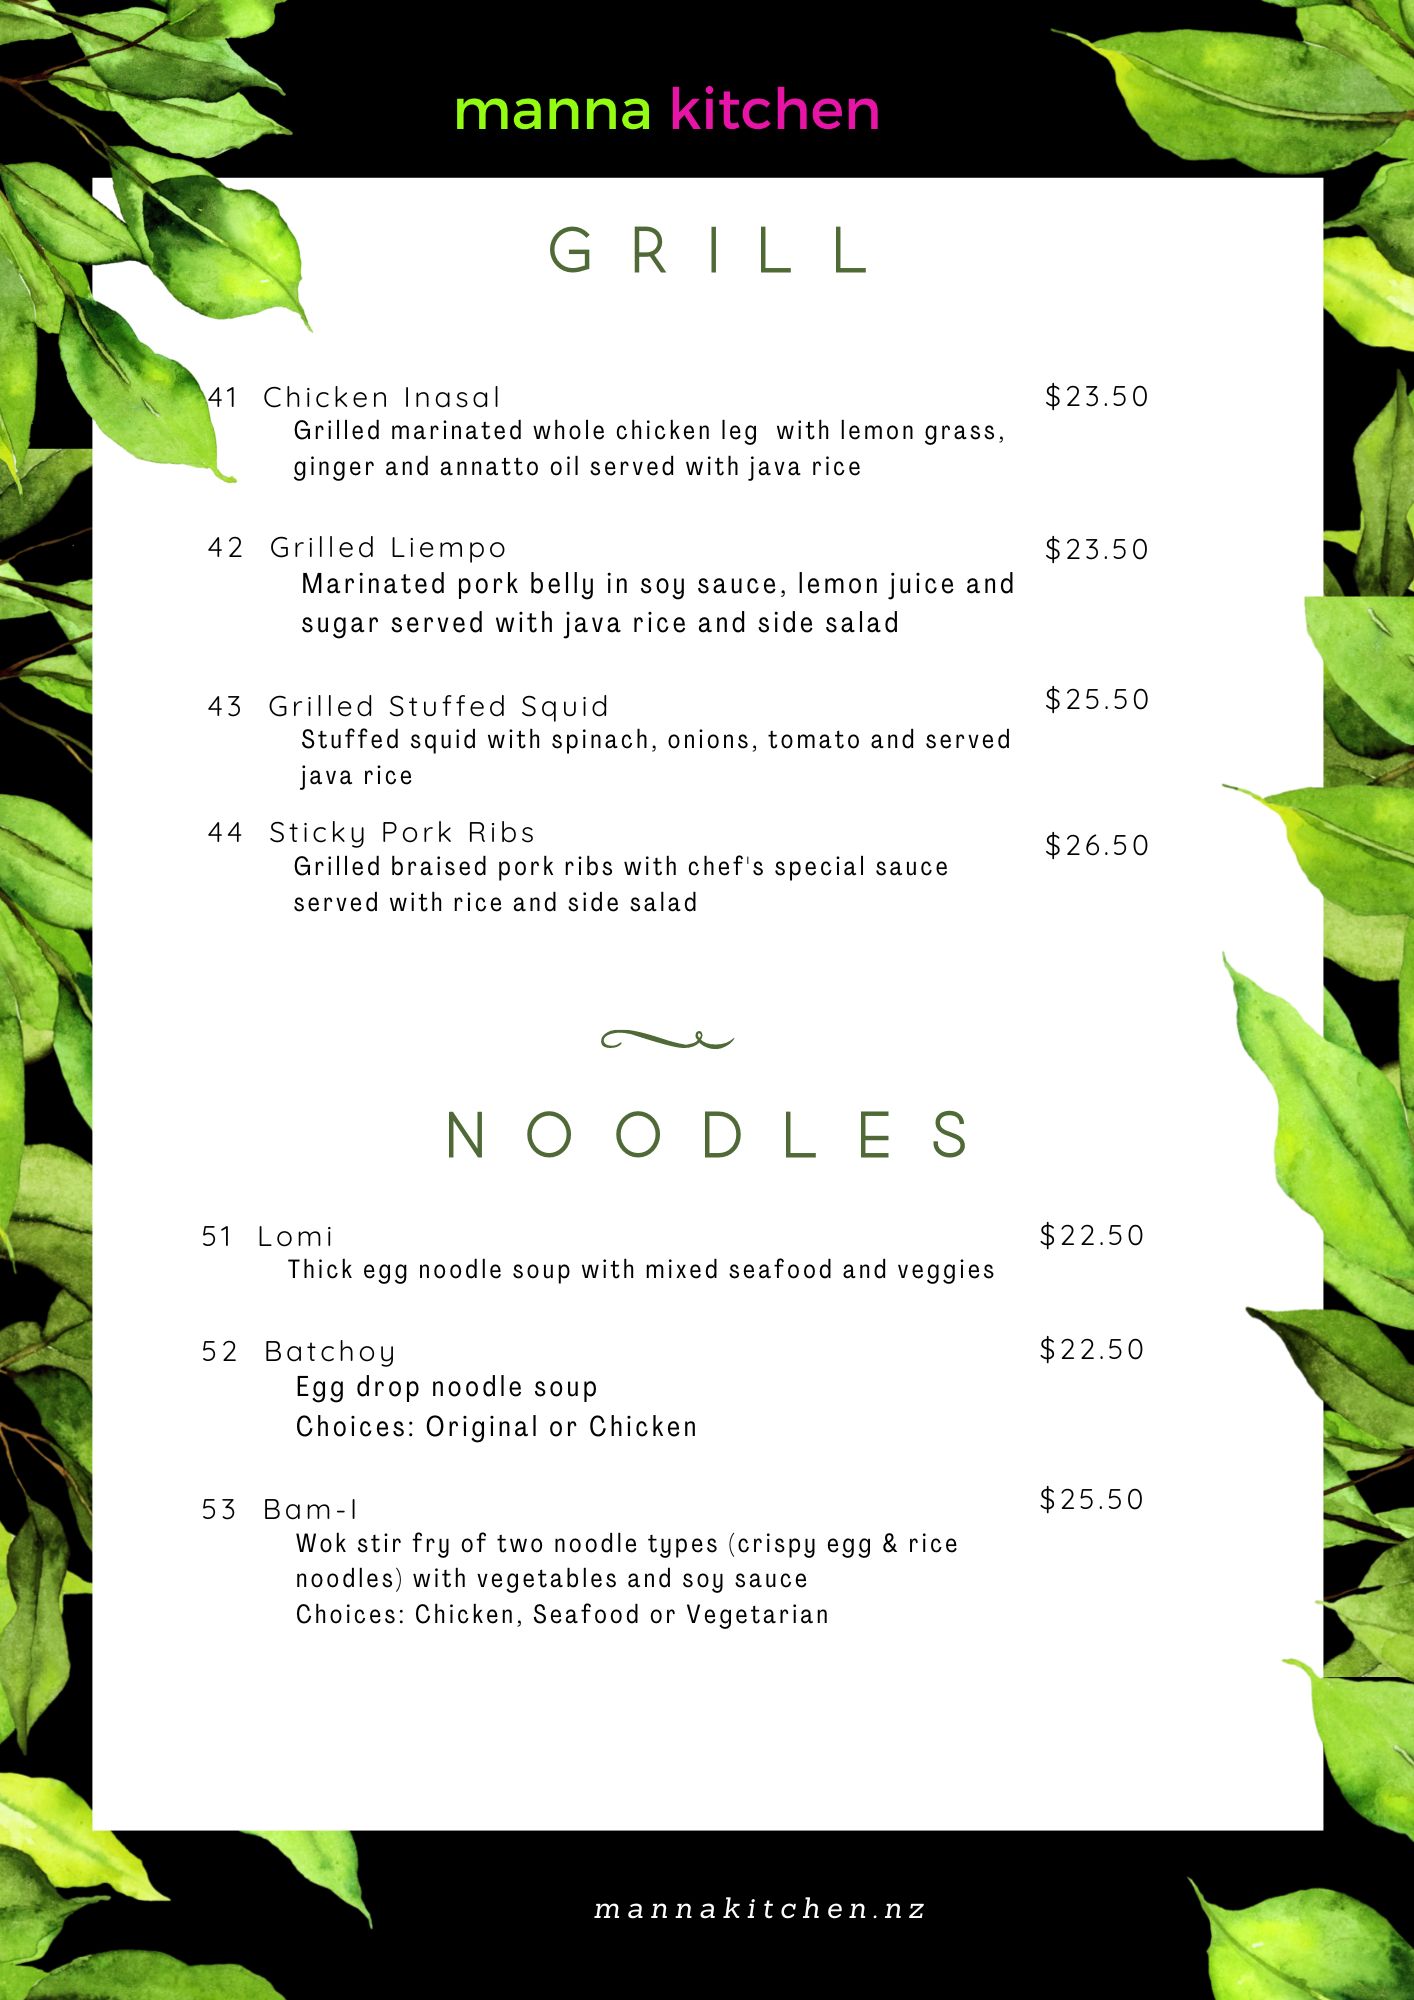 manna kitchen
GRILL
41 Chicken Inasal $23.50
Grilled marinated whole chicken leg with lemon grass,
ginger and annatto oil served with java rice
42 Grilled Liempo $23.50
Marinated pork belly in soy sauce, lemon juice and
sugar served with java rice and side salad
43 Grilled Stuffed Squid $25.50
Stuffed squid with spinach, onions, tomato and served
java rice
44 Sticky Pork Ribs $26.50
Grilled braised pork ribs with chef's special sauce
served with rice and side salad
NOODLES
51 Lomi $22.50
Thick egg noodle soup with mixed seafood and veggies
52 Batchoy $22.50
Egg drop noodle soup
Choices: Original or Chicken
53 Bam-I $25.50
Wok stir fry of two noodle types (crispy egg & rice
noodles) with vegetables and soy sauce
Choices: Chicken, Seafood or Vegetarian
mannakitchen.nz